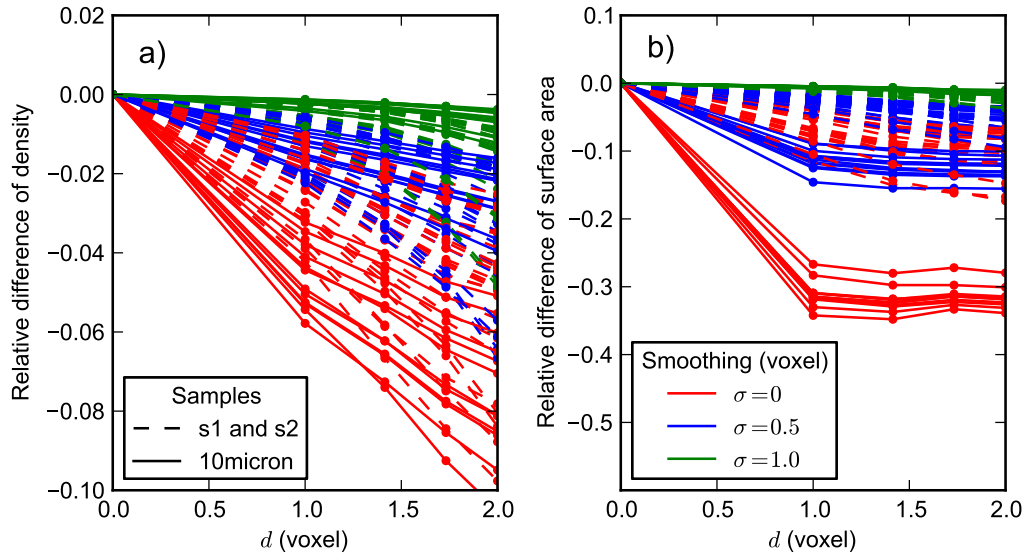 a)
0.02
0.00
−0.02
−0.04
−0.06
−0.08
−0.10
Relative difference of density
0.0 0.5 1.0 1.5 2.0
d (voxel)
Samples
s1 and s2
10micron
b)
0.1
0.0
−0.1
−0.2
−0.3
−0.4
−0.5
Relative difference of surface area
0.0 0.5 1.0 1.5 2.0
d (voxel)
Smoothing (voxel)
σ=0
σ=0.5
σ=1.0